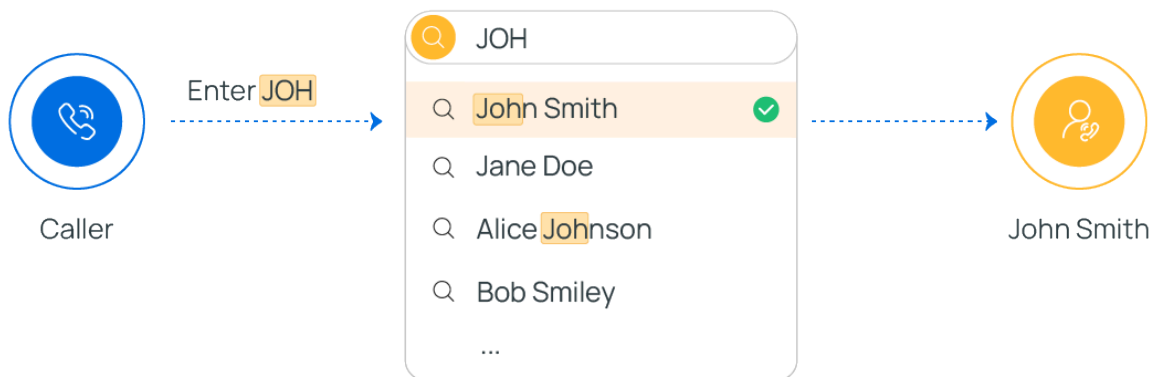 Caller
Enter JOH
JOH
John Smith
Jane Doe
Alice Johnson
Bob Smiley
...
John Smith